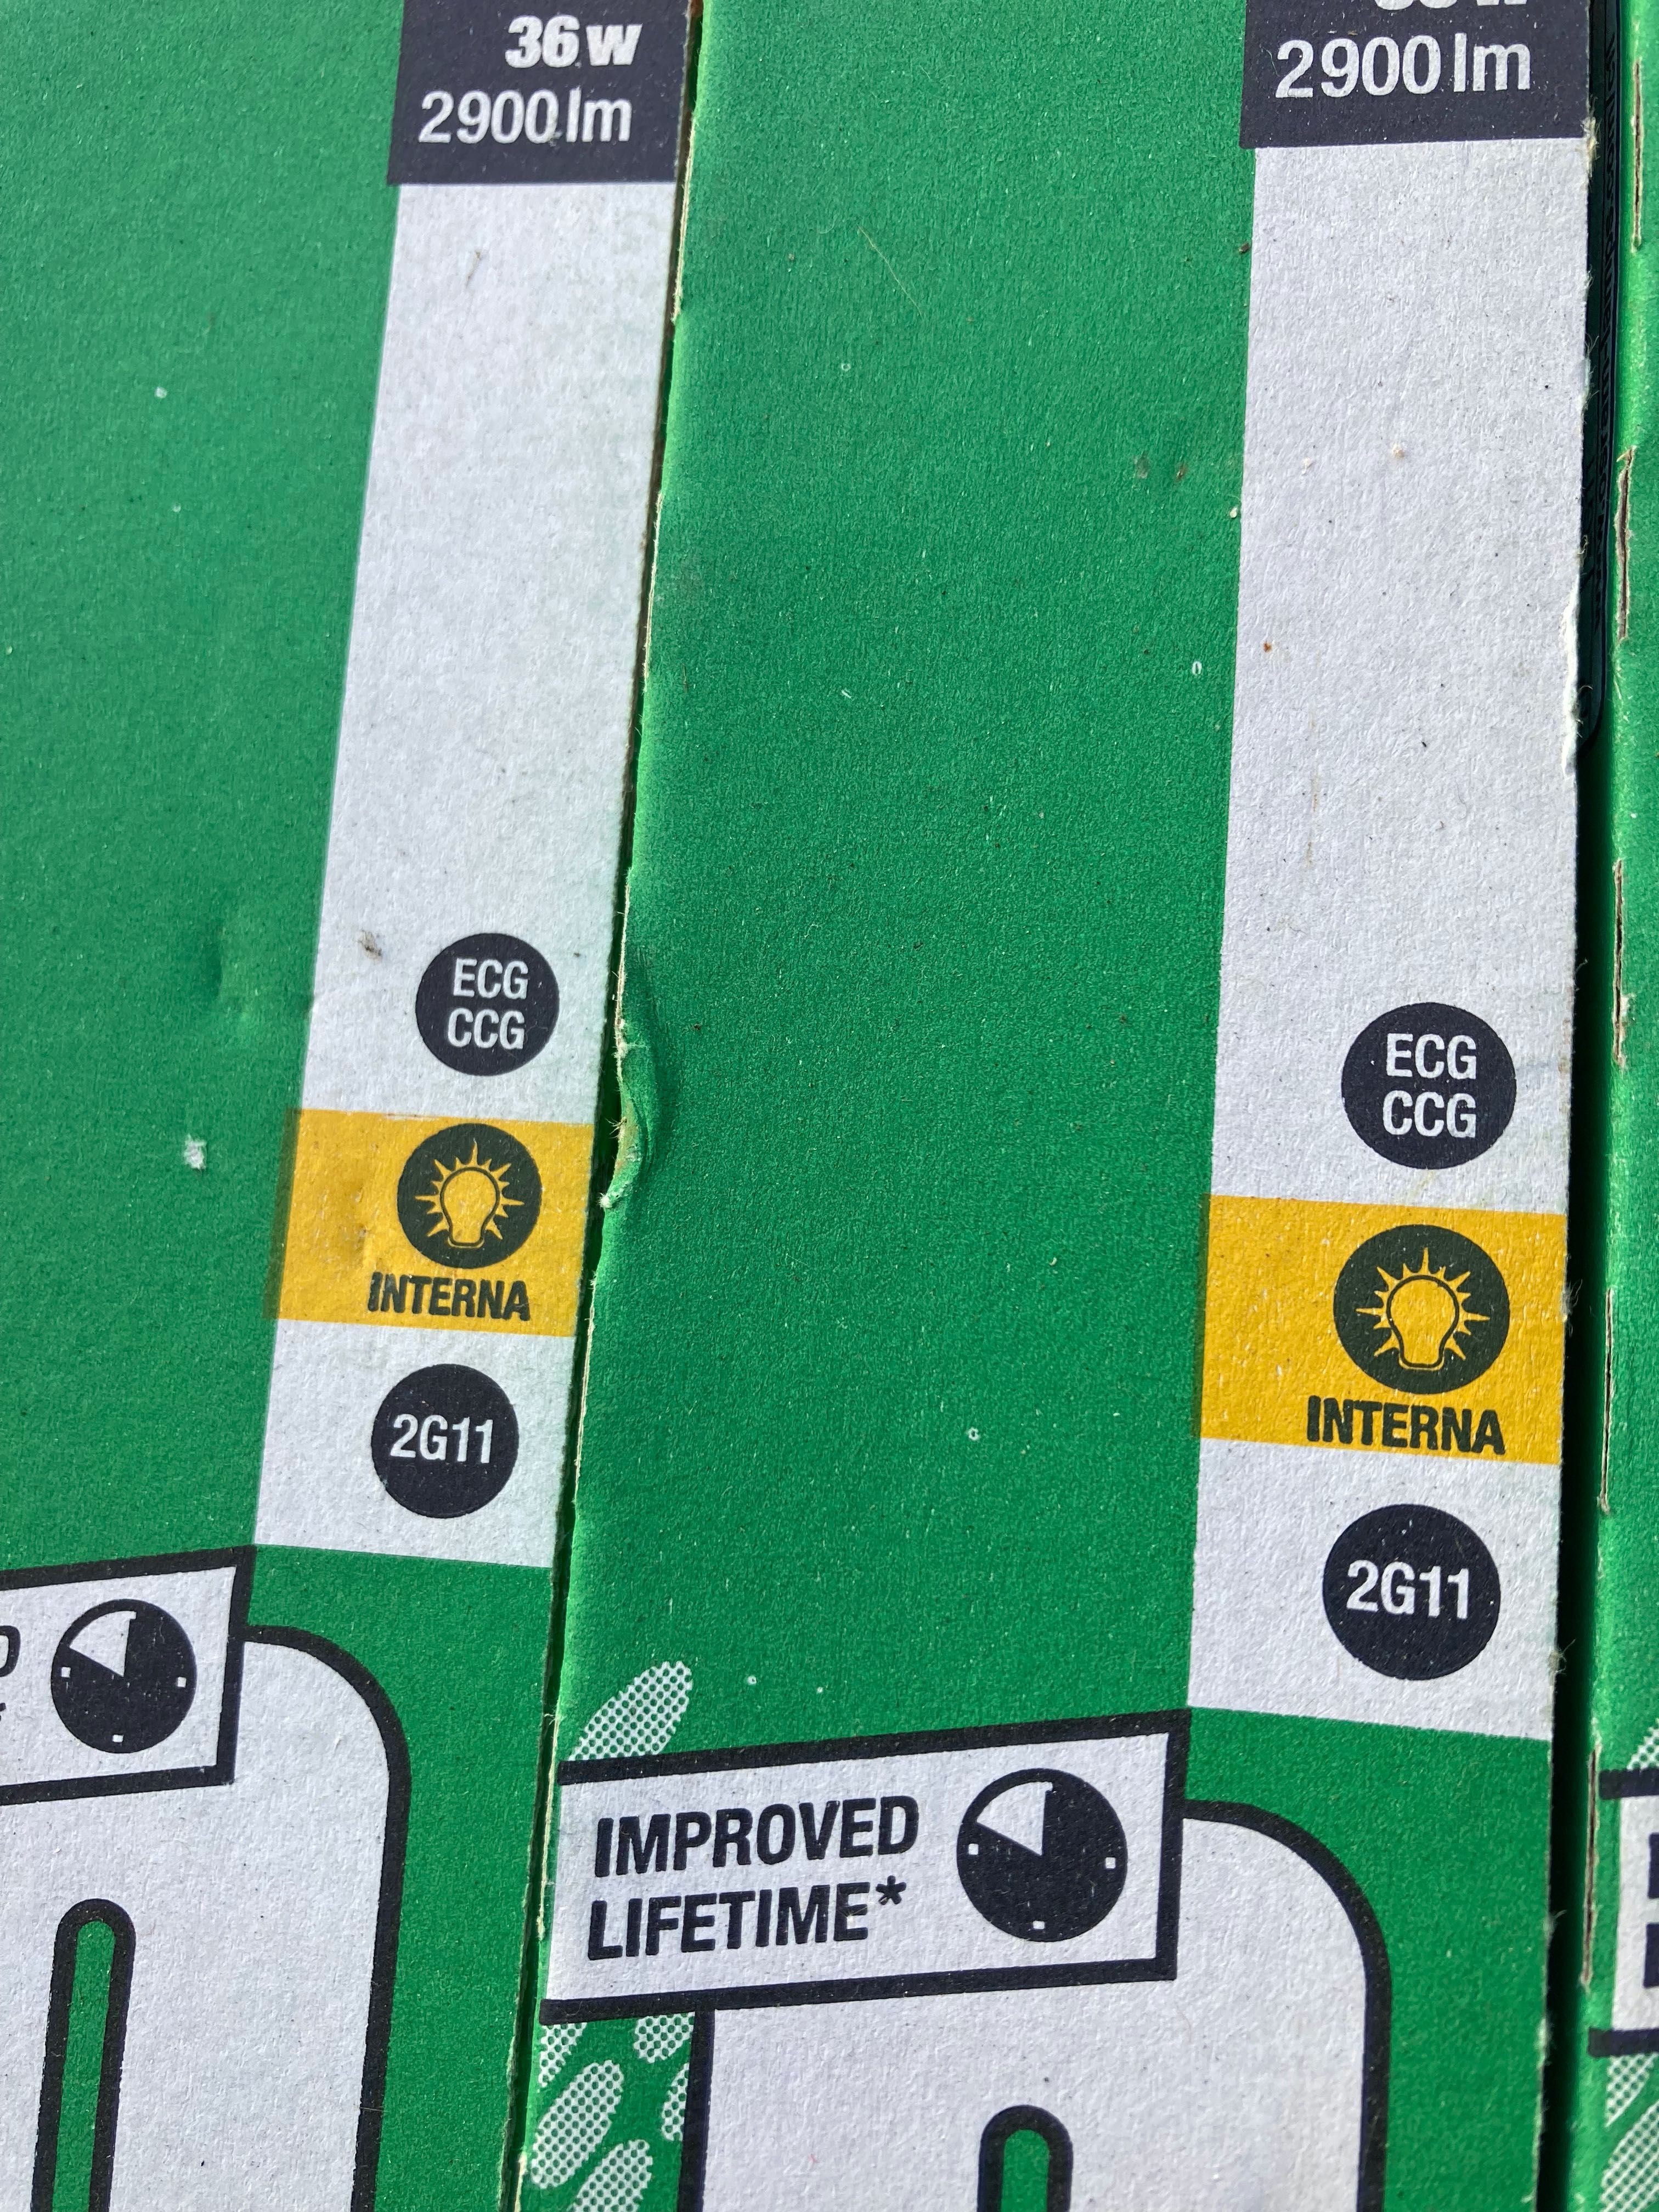 36w
2900lm
ECG
CCG
INTERNA
2G11
2900lm
ECG
CCG
INTERNA
2G11
IMPROVED
LIFETIME*